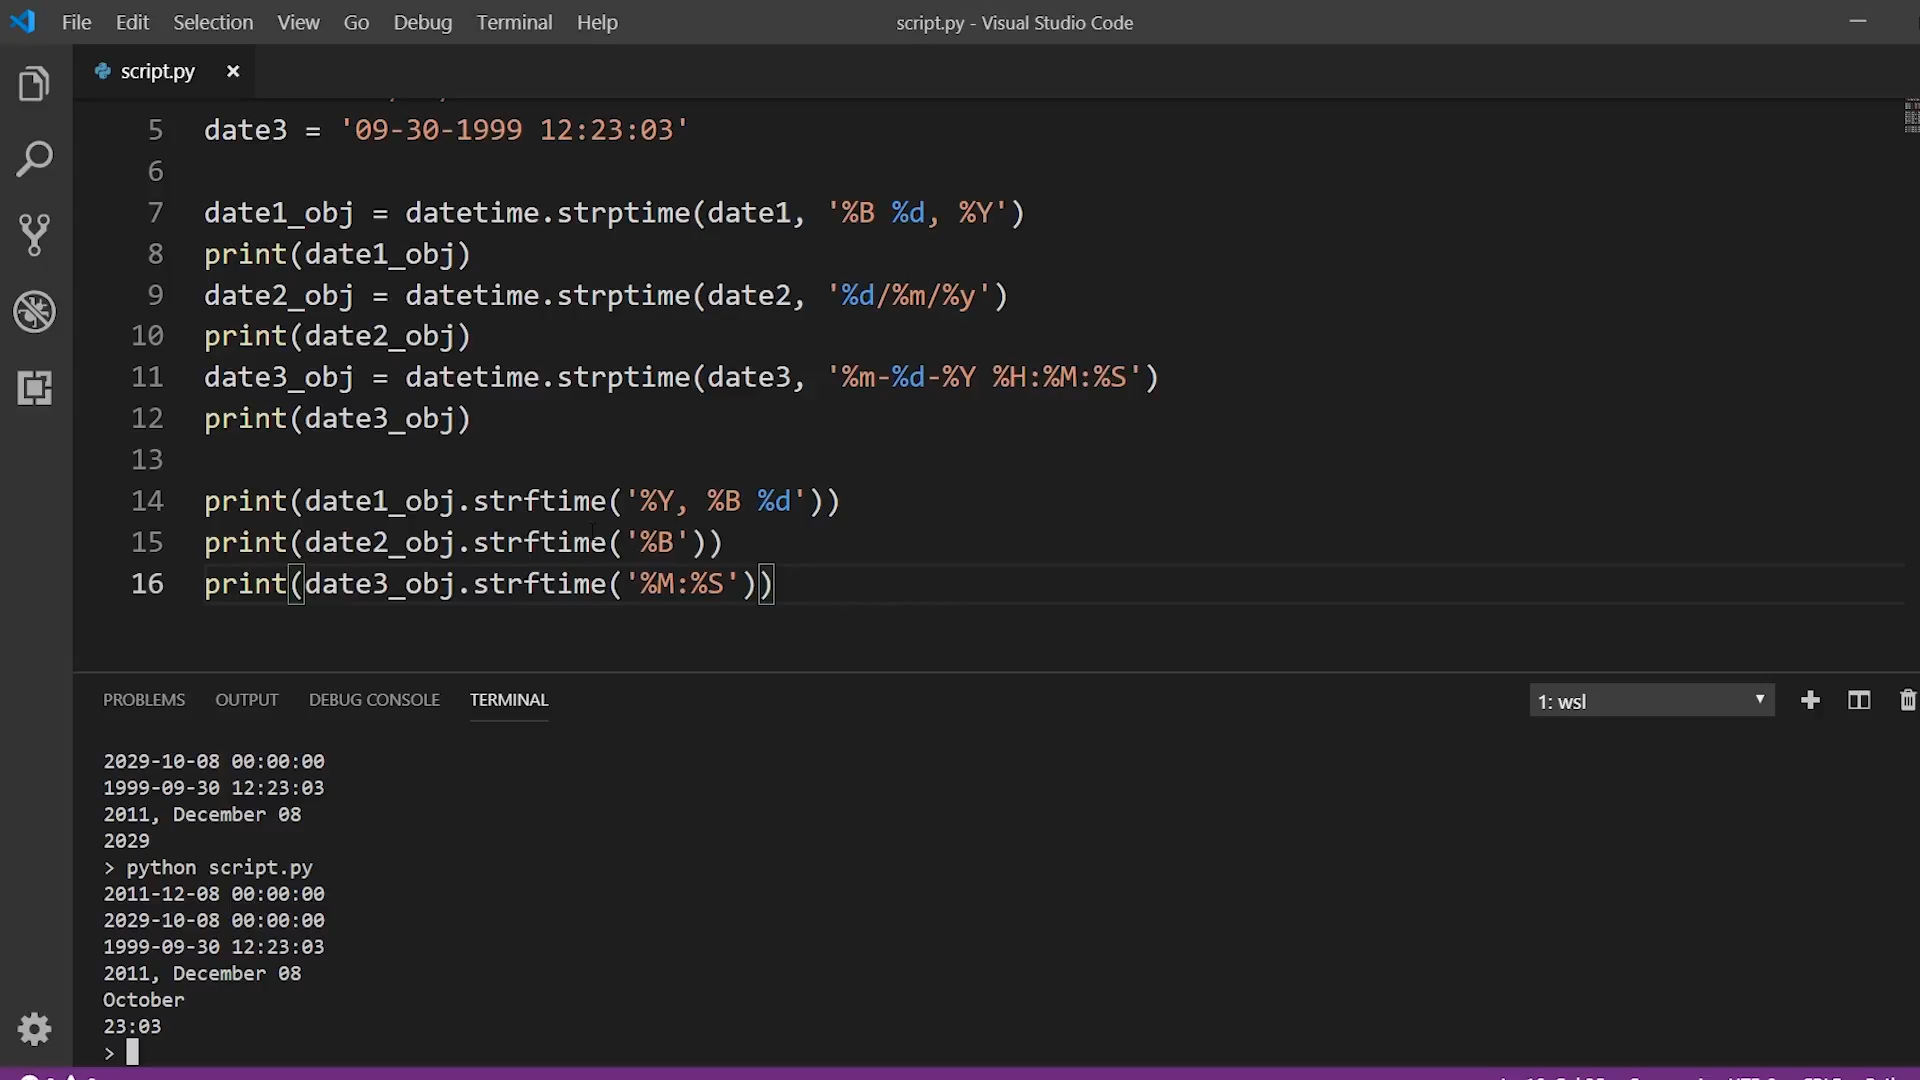 File Edit Selection View Go Debug Terminal Help script.py - Visual Studio Code
script.py ×
5 date3 = '09-30-1999 12:23:03'
6
7 date1_obj = datetime.strptime(date1, '%B %d, %Y')
8 print(date1_obj)
9 date2_obj = datetime.strptime(date2, '%d/%m/%y')
10 print(date2_obj)
11 date3_obj = datetime.strptime(date3, '%m-%d-%Y %H:%M:%S')
12 print(date3_obj)
13
14 print(date1_obj.strftime('%Y, %B %d'))
15 print(date2_obj.strftime('%B'))
16 print(date3_obj.strftime('%M:%S'))
PROBLEMS OUTPUT DEBUG CONSOLE TERMINAL 1: wsl
2029-10-08 00:00:00
1999-09-30 12:23:03
2011, December 08
2029
> python script.py
2011-12-08 00:00:00
2029-10-08 00:00:00
1999-09-30 12:23:03
2011, December 08
October
23:03
>